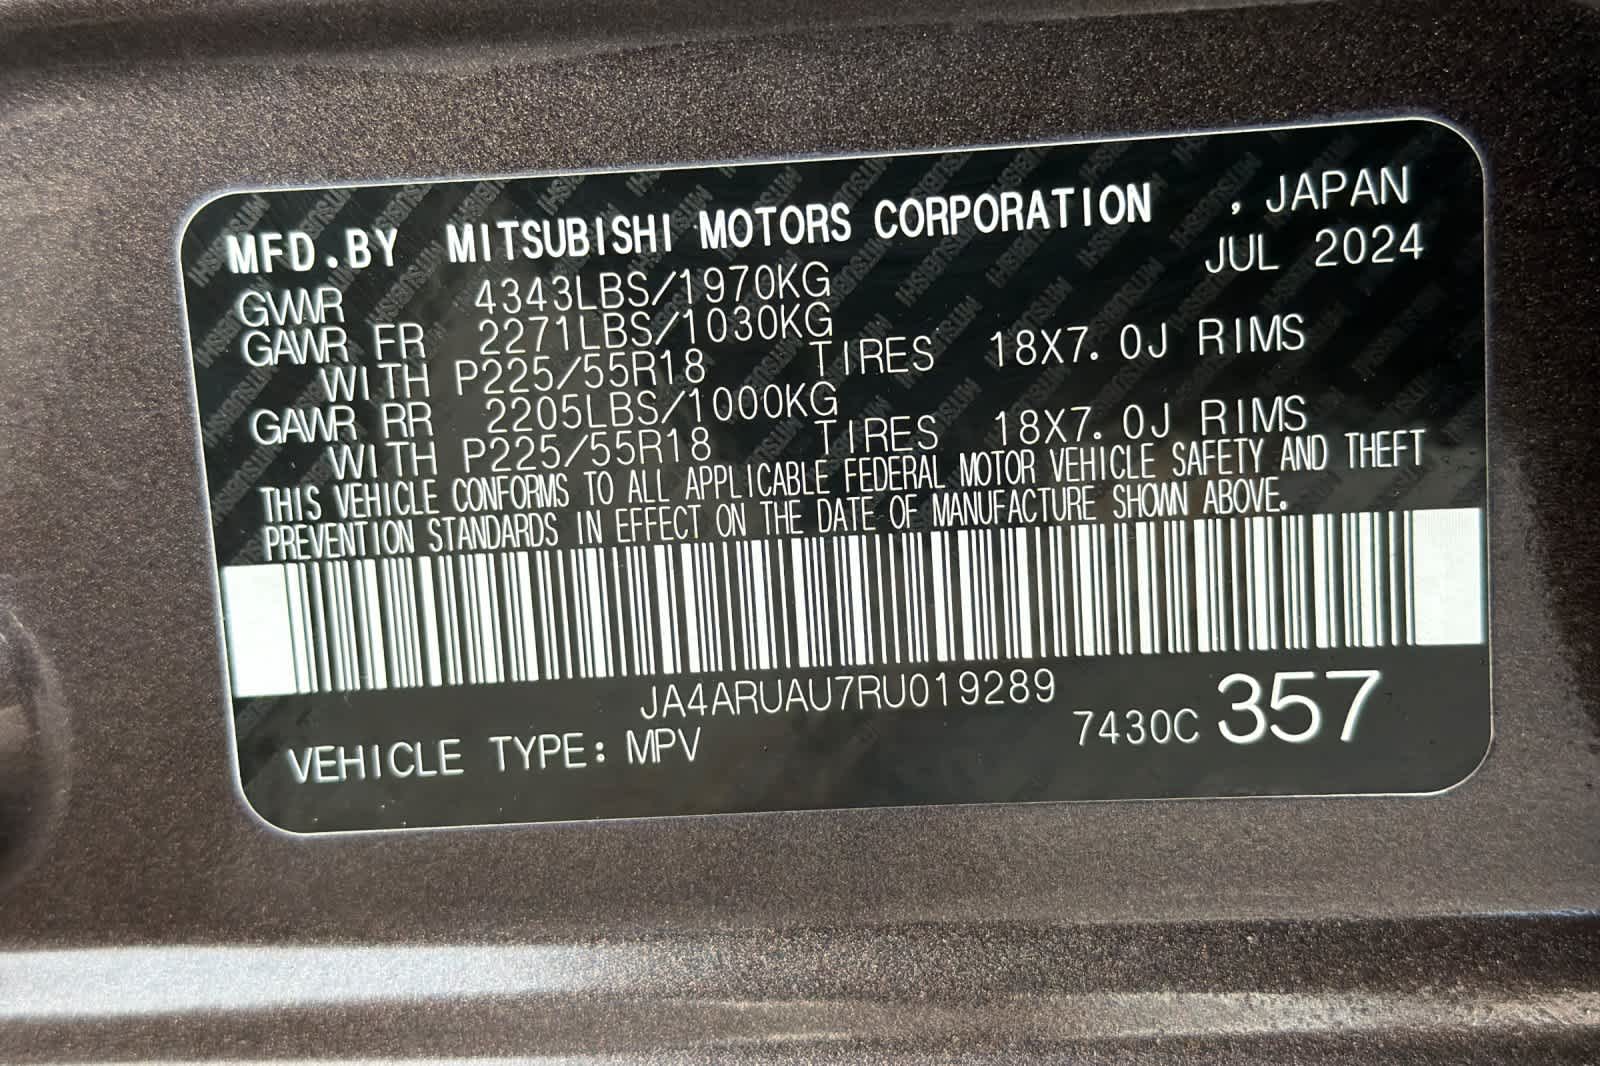 MFD.BY MITSUBISHI MOTORS CORPORATION , JAPAN
JUL 2024
GVWR 4343LBS/1970KG
GAWR FR 2271LBS/1030KG
WITH P225/55R18 TIRES 18X7.0J RIMS
GAWR RR 2205LBS/1000KG
WITH P225/55R18 TIRES 18X7.0J RIMS
THIS VEHICLE CONFORMS TO ALL APPLICABLE FEDERAL MOTOR VEHICLE SAFETY AND THEFT
PREVENTION STANDARDS IN EFFECT ON THE DATE OF MANUFACTURE SHOWN ABOVE.
JA4ARUAU7RU019289
7430C 357
VEHICLE TYPE: MPV